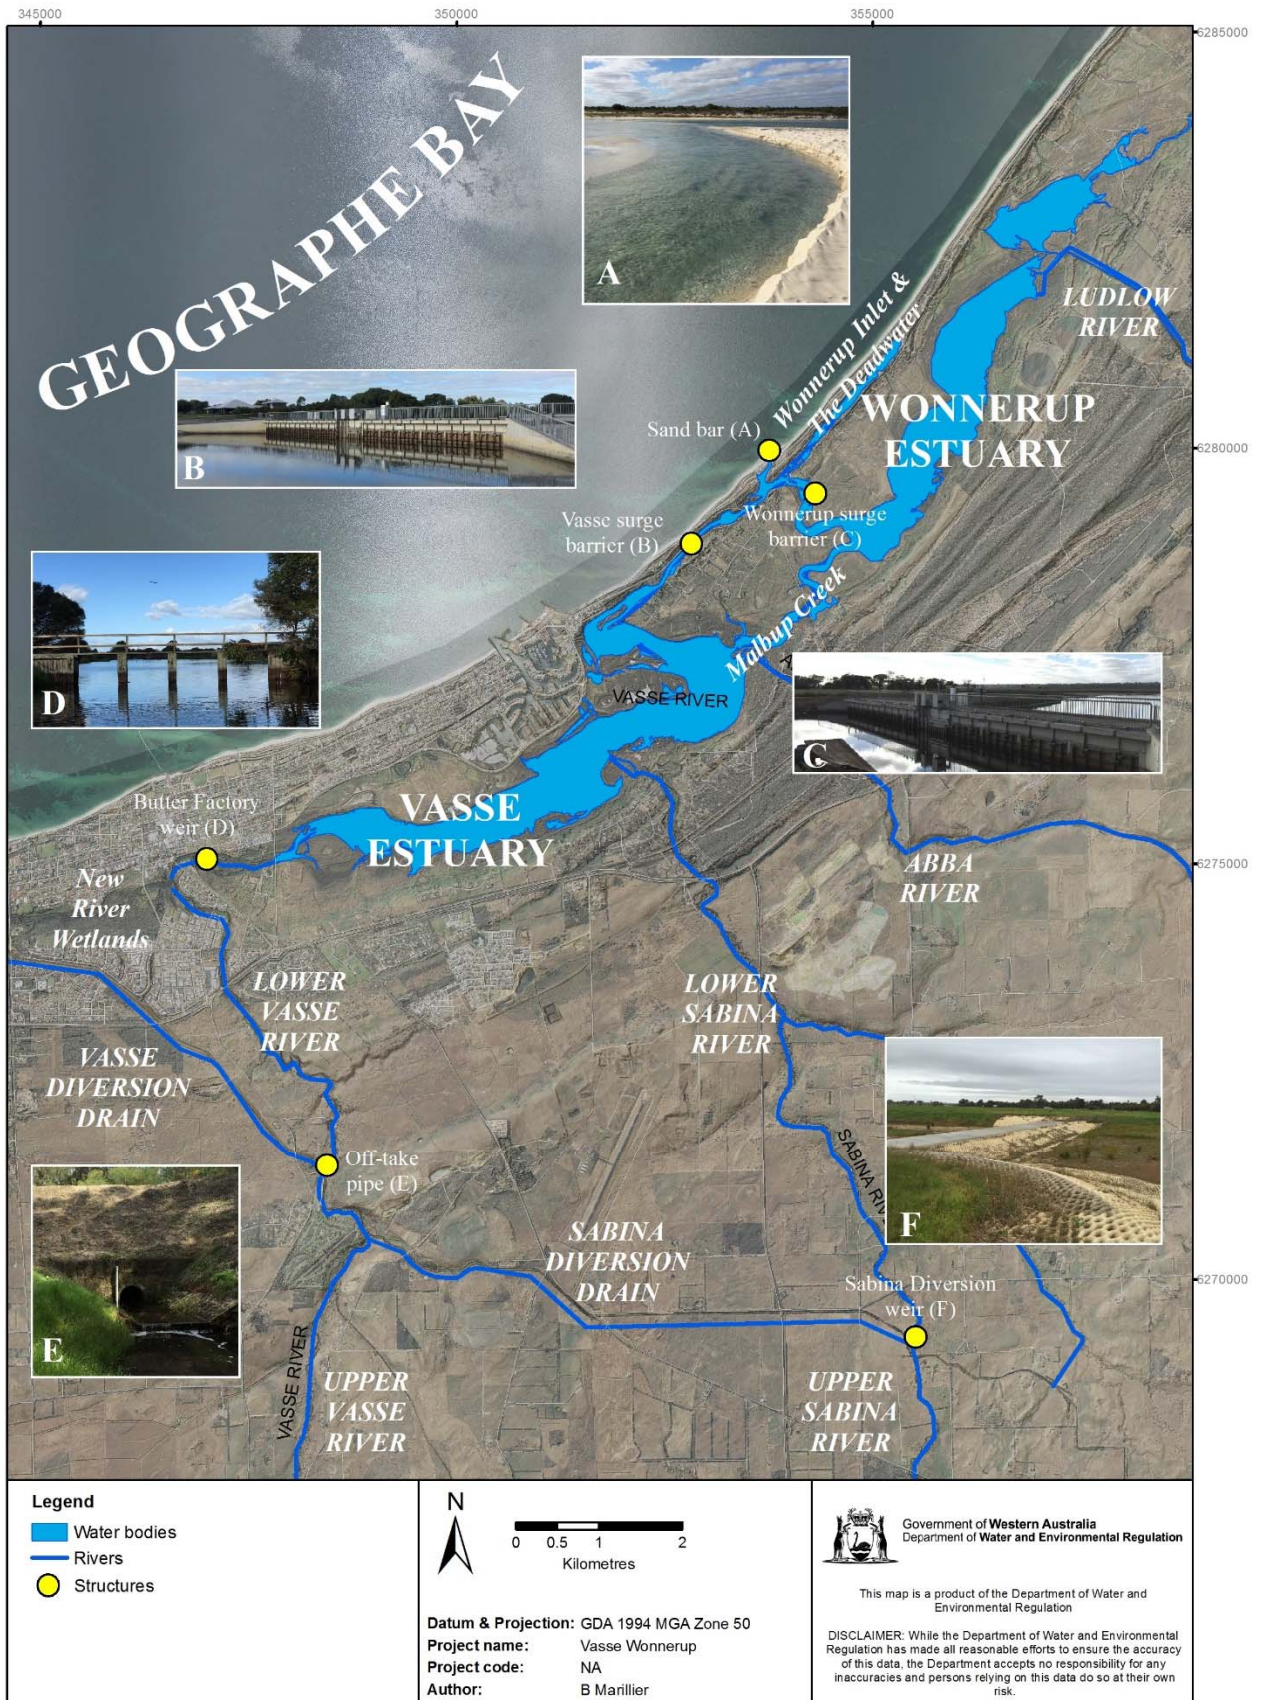 345000
350000
355000
6285000
GEOGRAPHE BAY
A
LUDLOW
RIVER
Wonnerup Inlet &
The Deadwater
B
Sand bar (A)
WONNERUP
ESTUARY
6280000
Vasse surge
barrier (B)
Wonnerup surge
barrier (C)
D
Malbup Creek
VASSE RIVER
C
Butter Factory
weir (D)
VASSE
ESTUARY
6275000
New
River
Wetlands
ABBA
RIVER
LOWER
VASSE
RIVER
LOWER
SABINA
RIVER
VASSE
DIVERSION
DRAIN
SABINA RIV
F
Off-take
pipe (E)
E
SABINA
DIVERSION
DRAIN
6270000
Sabina Diversion
weir (F)
VASSE RIVER
UPPER
VASSE
RIVER
UPPER
SABINA
RIVER
Legend
Water bodies
Rivers
Structures
N
0 0.5 1 2
Kilometres
Datum & Projection: GDA 1994 MGA Zone 50
Project name: Vasse Wonnerup
Project code: NA
Author: B Marillier
Government of Western Australia
Department of Water and Environmental Regulation
This map is a product of the Department of Water and
Environmental Regulation
DISCLAIMER: While the Department of Water and Environmental
Regulation has made all reasonable efforts to ensure the accuracy
of this data, the Department accepts no responsibility for any
inaccuracies and persons relying on this data do so at their own
risk.